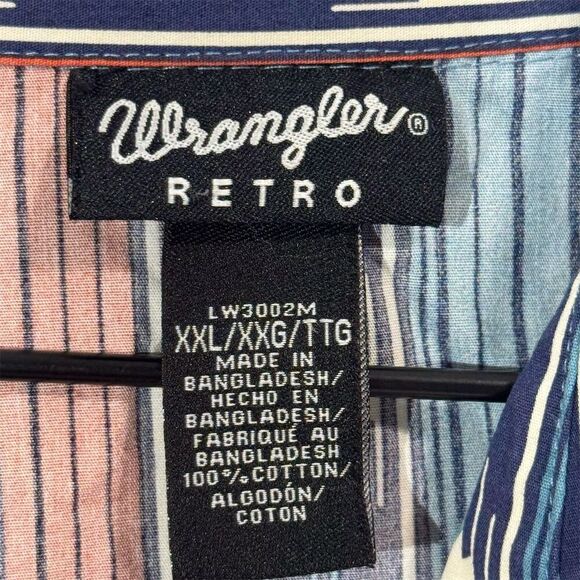 Wrangler®
RETRO
LW3002M
XXL/XXG/TTG
MADE IN
BANGLADESH/
HECHO EN
BANGLADESH/
FABRIQUÉ AU
BANGLADESH
100%COTTON/
ALGODÓN/
COTON